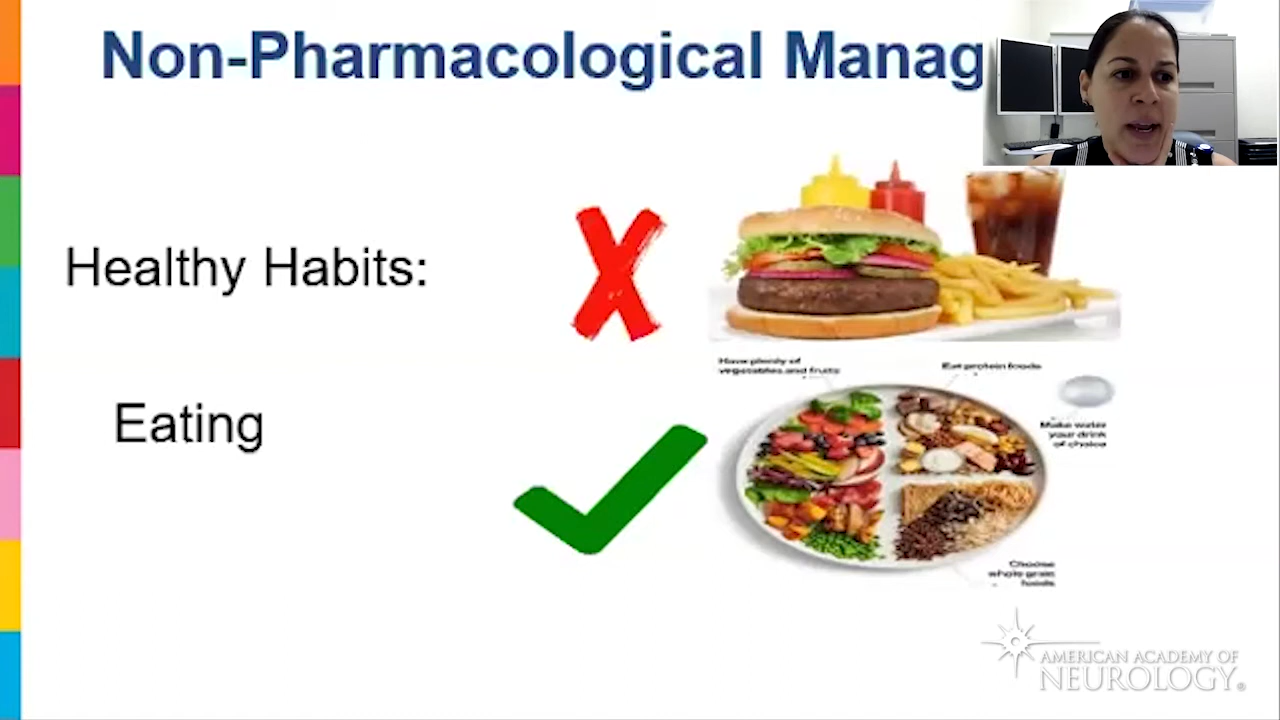 Non-Pharmacological Manag
Healthy Habits:
Eating
Have plenty of
vegetables and fruits
Eat protein foods
Make water
your drink
of choice
Choose
whole grain
foods
AMERICAN ACADEMY OF
NEUROLOGY®